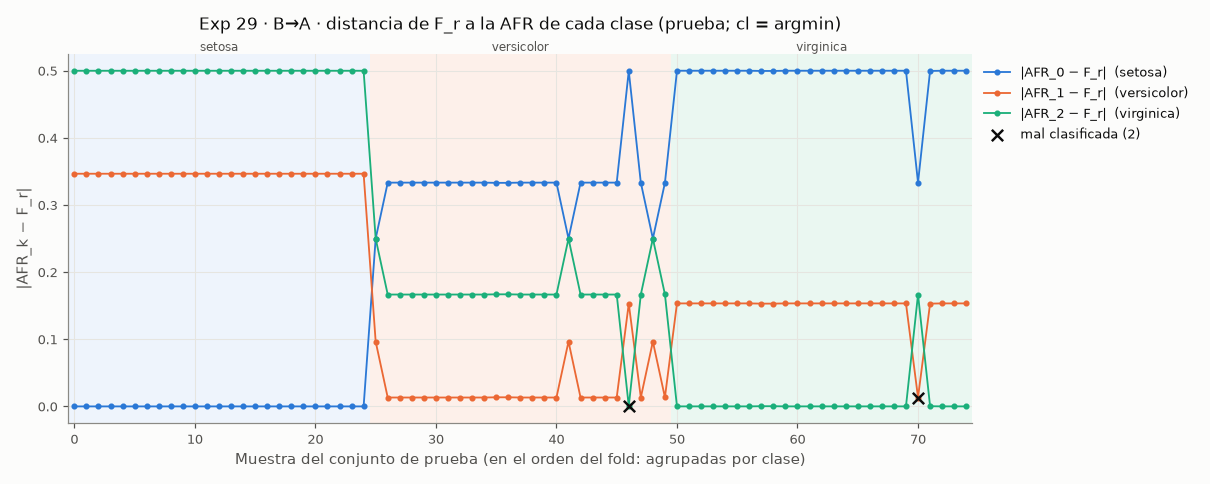 Exp 29 · B→A · distancia de F_r a la AFR de cada clase (prueba; cl = argmin)
setosa
versicolor
virginica
|AFR_0 − F_r| (setosa)
|AFR_1 − F_r| (versicolor)
|AFR_2 − F_r| (virginica)
mal clasificada (2)
|AFR_k − F_r|
0.5
0.4
0.3
0.2
0.1
0.0
0 10 20 30 40 50 60 70
Muestra del conjunto de prueba (en el orden del fold: agrupadas por clase)